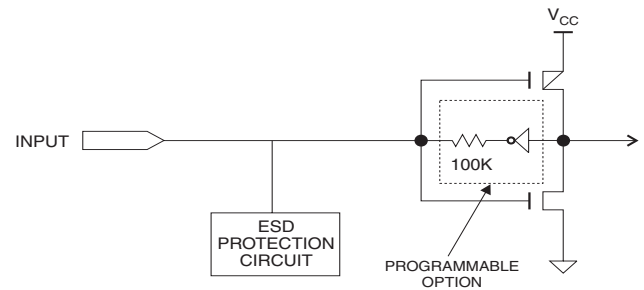 V_CC
INPUT
100K
ESD
PROTECTION
CIRCUIT
PROGRAMMABLE
OPTION